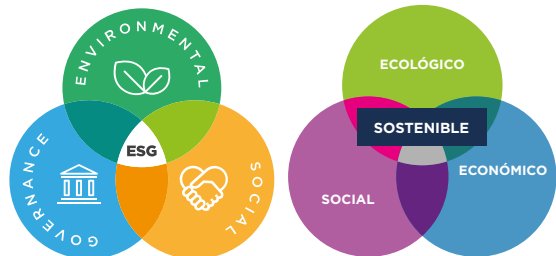 ENVIRONMENTAL
ESG
GOVERNANCE
SOCIAL
ECOLÓGICO
SOSTENIBLE
ECONÓMICO
SOCIAL